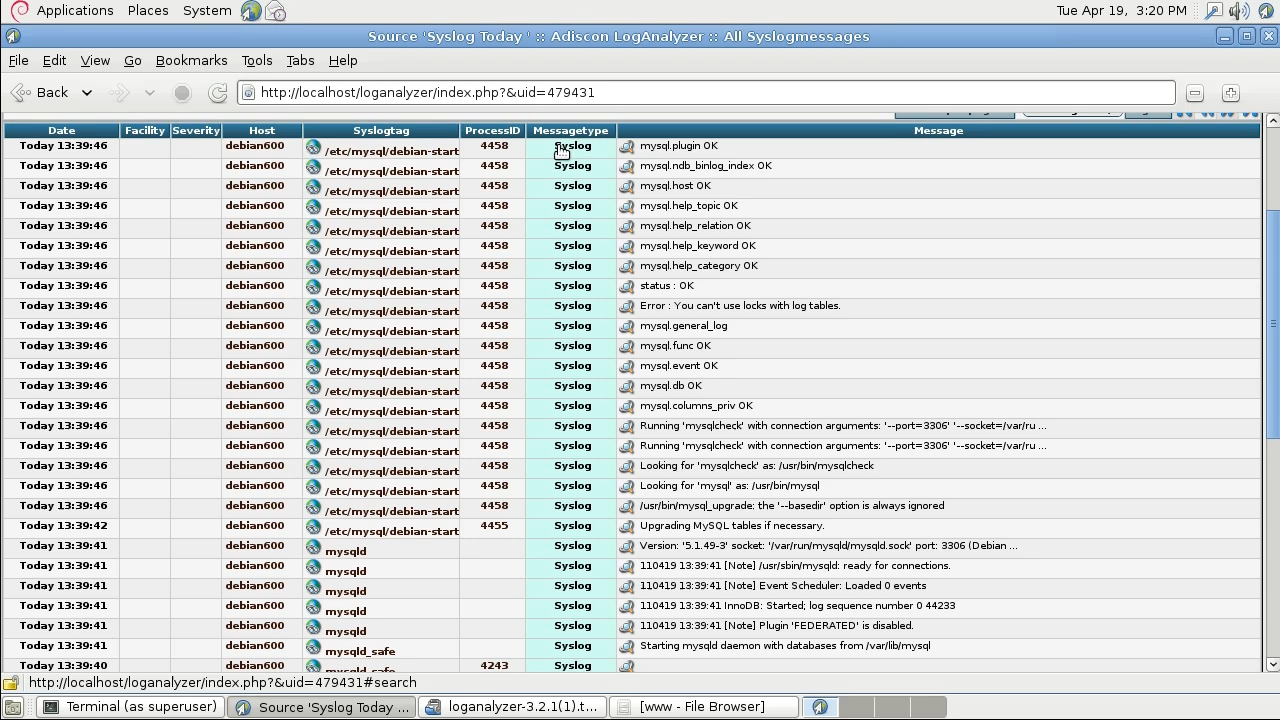 Applications Places System Tue Apr 19, 3:20 PM
Source 'Syslog Today ' :: Adiscon LogAnalyzer :: All Syslogmessages
File Edit View Go Bookmarks Tools Tabs Help
Back http://localhost/loganalyzer/index.php?&uid=479431
Date Facility Severity Host Syslogtag ProcessID Messagetype Message
Today 13:39:46 debian600 /etc/mysql/debian-start 4458 Syslog mysql.plugin OK
Today 13:39:46 debian600 /etc/mysql/debian-start 4458 Syslog mysql.ndb_binlog_index OK
Today 13:39:46 debian600 /etc/mysql/debian-start 4458 Syslog mysql.host OK
Today 13:39:46 debian600 /etc/mysql/debian-start 4458 Syslog mysql.help_topic OK
Today 13:39:46 debian600 /etc/mysql/debian-start 4458 Syslog mysql.help_relation OK
Today 13:39:46 debian600 /etc/mysql/debian-start 4458 Syslog mysql.help_keyword OK
Today 13:39:46 debian600 /etc/mysql/debian-start 4458 Syslog mysql.help_category OK
Today 13:39:46 debian600 /etc/mysql/debian-start 4458 Syslog status : OK
Today 13:39:46 debian600 /etc/mysql/debian-start 4458 Syslog Error : You can't use locks with log tables.
Today 13:39:46 debian600 /etc/mysql/debian-start 4458 Syslog mysql.general_log
Today 13:39:46 debian600 /etc/mysql/debian-start 4458 Syslog mysql.func OK
Today 13:39:46 debian600 /etc/mysql/debian-start 4458 Syslog mysql.event OK
Today 13:39:46 debian600 /etc/mysql/debian-start 4458 Syslog mysql.db OK
Today 13:39:46 debian600 /etc/mysql/debian-start 4458 Syslog mysql.columns_priv OK
Today 13:39:46 debian600 /etc/mysql/debian-start 4458 Syslog Running 'mysqlcheck' with connection arguments: '--port=3306' '--socket=/var/ru ...
Today 13:39:46 debian600 /etc/mysql/debian-start 4458 Syslog Running 'mysqlcheck' with connection arguments: '--port=3306' '--socket=/var/ru ...
Today 13:39:46 debian600 /etc/mysql/debian-start 4458 Syslog Looking for 'mysqlcheck' as: /usr/bin/mysqlcheck
Today 13:39:46 debian600 /etc/mysql/debian-start 4458 Syslog Looking for 'mysql' as: /usr/bin/mysql
Today 13:39:46 debian600 /etc/mysql/debian-start 4458 Syslog /usr/bin/mysql_upgrade: the '--basedir' option is always ignored
Today 13:39:42 debian600 /etc/mysql/debian-start 4455 Syslog Upgrading MySQL tables if necessary.
Today 13:39:41 debian600 mysqld Syslog Version: '5.1.49-3' socket: '/var/run/mysqld/mysqld.sock' port: 3306 (Debian ...
Today 13:39:41 debian600 mysqld Syslog 110419 13:39:41 [Note] /usr/sbin/mysqld: ready for connections.
Today 13:39:41 debian600 mysqld Syslog 110419 13:39:41 [Note] Event Scheduler: Loaded 0 events
Today 13:39:41 debian600 mysqld Syslog 110419 13:39:41 InnoDB: Started; log sequence number 0 44233
Today 13:39:41 debian600 mysqld Syslog 110419 13:39:41 [Note] Plugin 'FEDERATED' is disabled.
Today 13:39:41 debian600 mysqld_safe Syslog Starting mysqld daemon with databases from /var/lib/mysql
Today 13:39:40 debian600 mysqld_safe 4243 Syslog
http://localhost/loganalyzer/index.php?&uid=479431#search
Terminal (as superuser) Source 'Syslog Today ... loganalyzer-3.2.1(1).t... [www - File Browser]